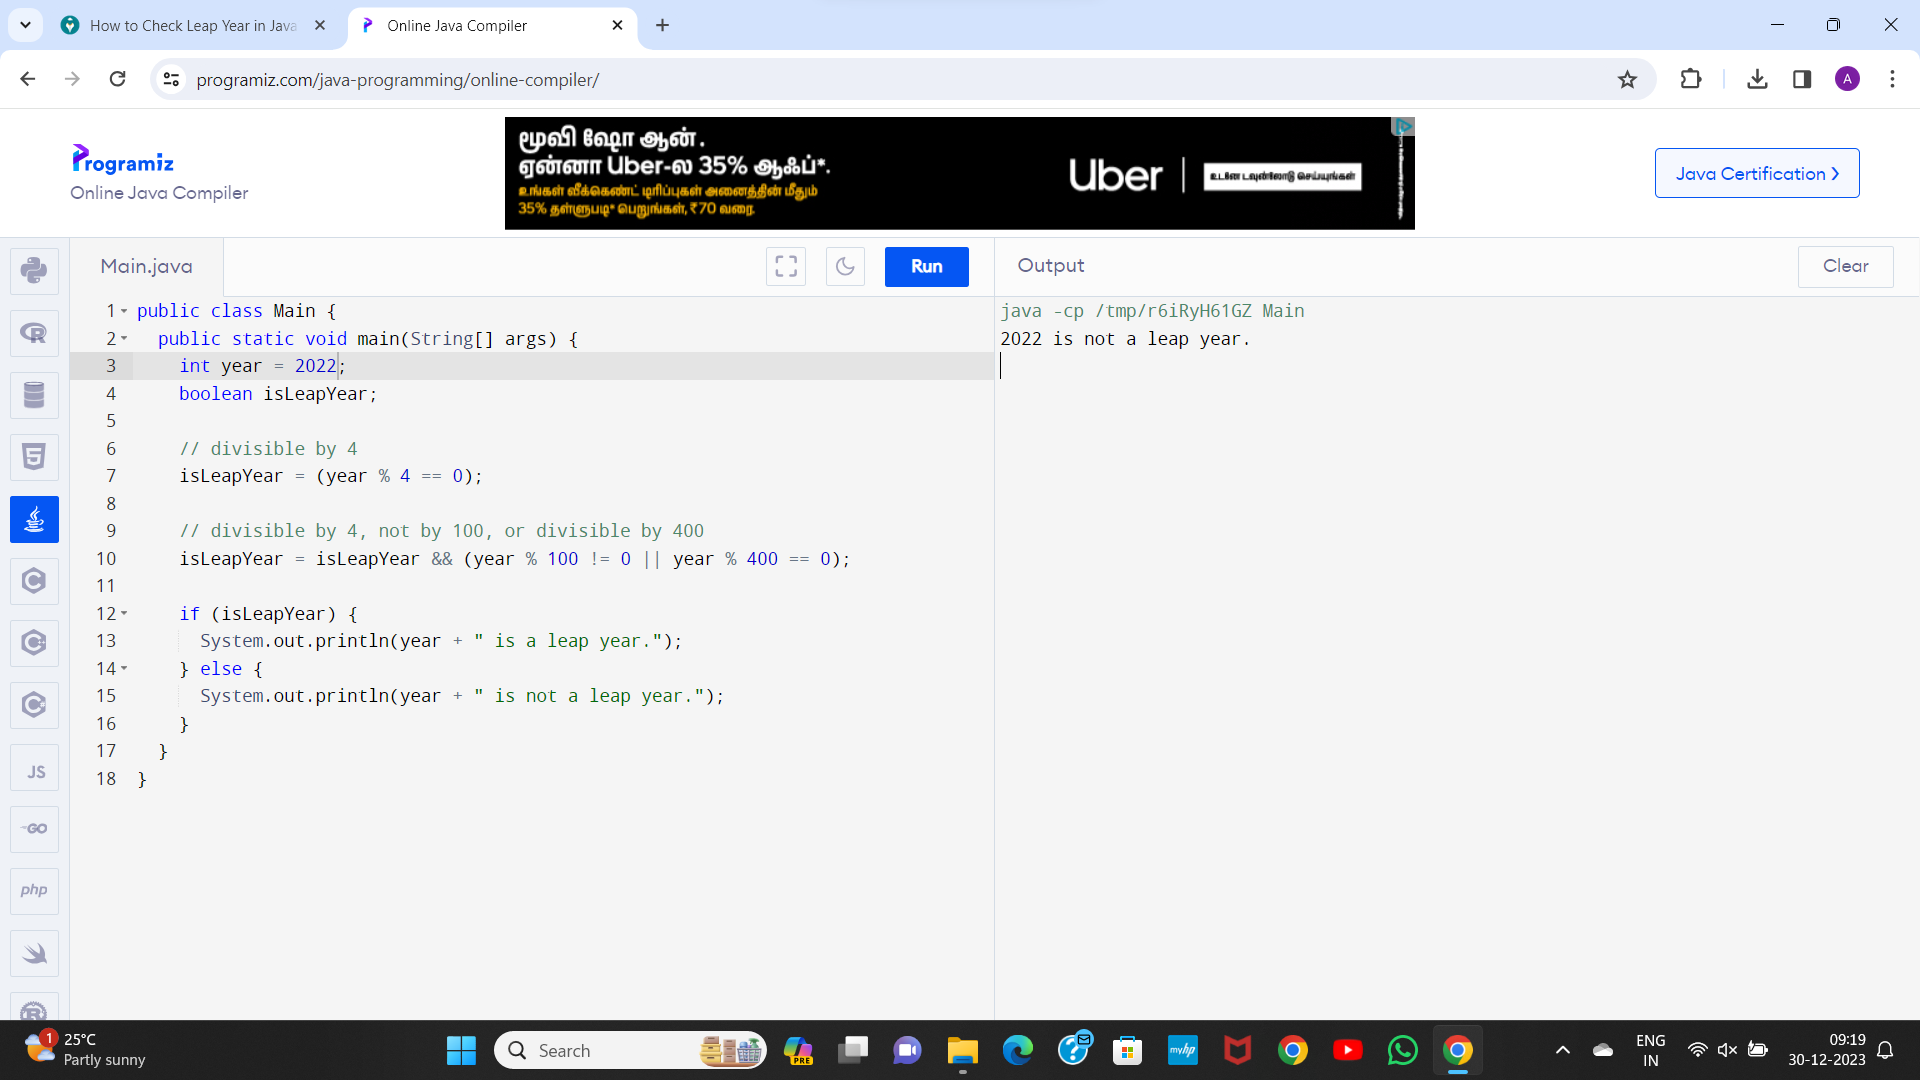 How to Check Leap Year in Java
Online Java Compiler
programiz.com/java-programming/online-compiler/
A
Programiz
Online Java Compiler
மூவி ஷோ ஆன்.
ஏன்னா Uber-ல 35% ஆஃப்*.
உங்கள் வீக்கெண்ட் டிரிப்புகள் அனைத்தின் மீதும்
35% தள்ளுபடி* பெறுங்கள், ₹70 வரை.
Uber
உடனே டவுன்லோடு செய்யுங்கள்
Java Certification ❯
Main.java
Run
Output
Clear
1 public class Main {
2 public static void main(String[] args) {
3 int year = 2022;
4 boolean isLeapYear;
5
6 // divisible by 4
7 isLeapYear = (year % 4 == 0);
8
9 // divisible by 4, not by 100, or divisible by 400
10 isLeapYear = isLeapYear && (year % 100 != 0 || year % 400 == 0);
11
12 if (isLeapYear) {
13 System.out.println(year + " is a leap year.");
14 } else {
15 System.out.println(year + " is not a leap year.");
16 }
17 }
18 }
java -cp /tmp/r6iRyH61GZ Main
2022 is not a leap year.
JS
GO
php
1
25°C
Partly sunny
Search
PRE
myhp
ENG
IN
09:19
30-12-2023